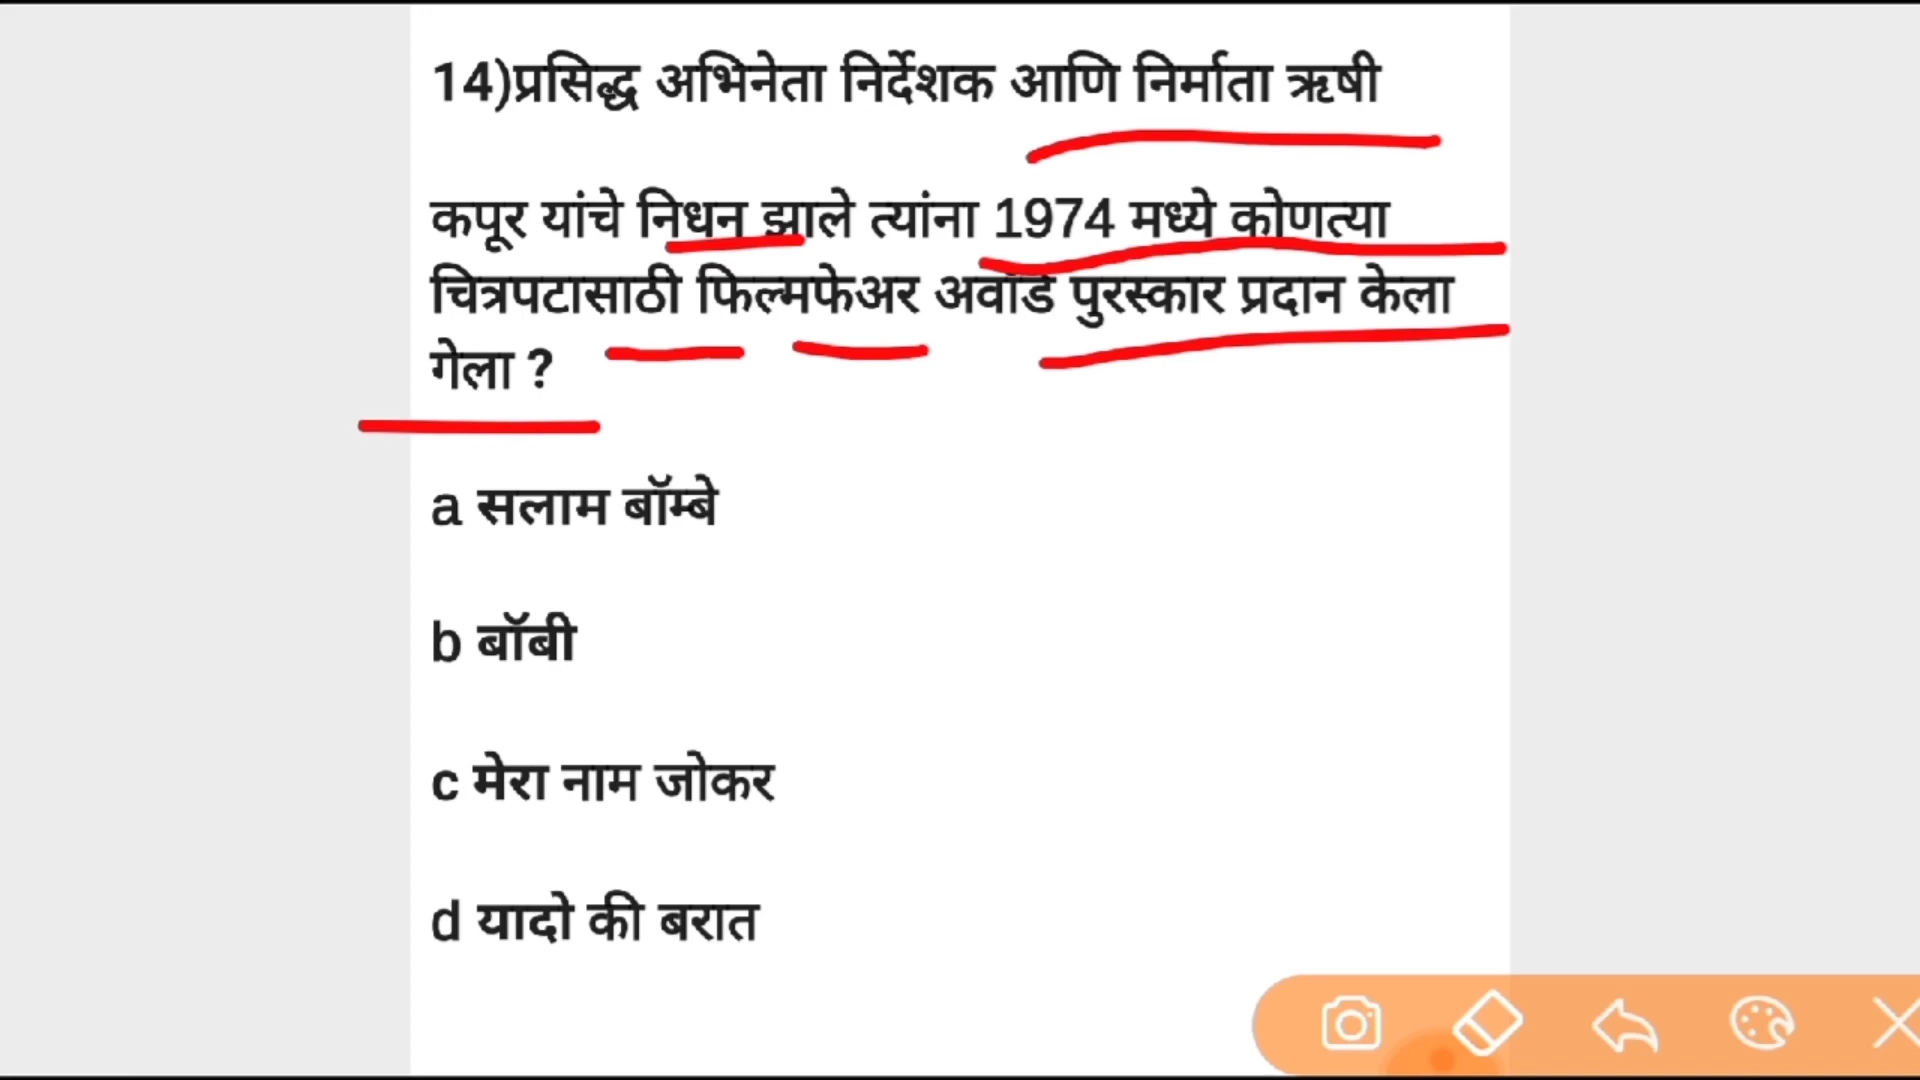 14)प्रसिद्ध अभिनेता निर्देशक आणि निर्माता ऋषी
कपूर यांचे निधन झाले त्यांना 1974 मध्ये कोणत्या
चित्रपटासाठी फिल्मफेअर अवॉर्ड पुरस्कार प्रदान केला
गेला ?
a सलाम बॉम्बे
b बॉबी
c मेरा नाम जोकर
d यादो की बरात